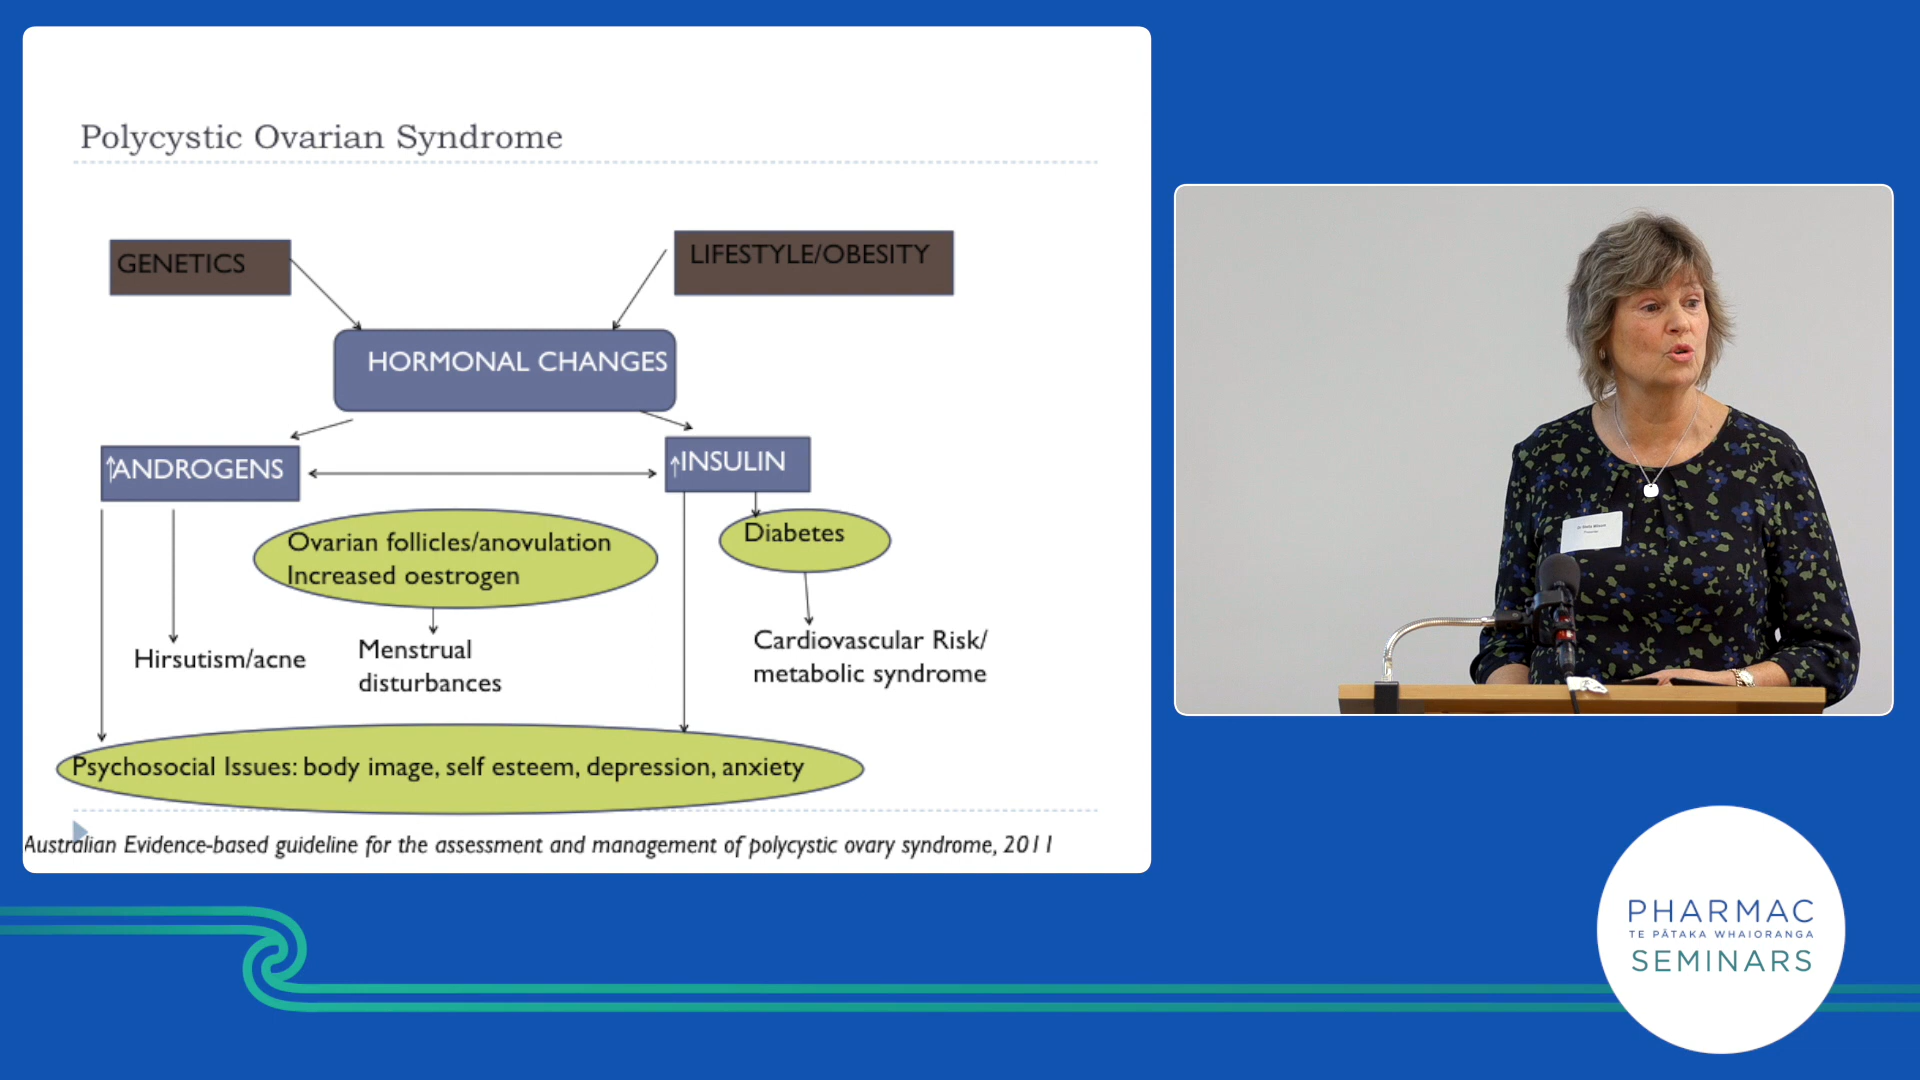 Polycystic Ovarian Syndrome
GENETICS
LIFESTYLE/OBESITY
HORMONAL CHANGES
↑ANDROGENS
↑INSULIN
Ovarian follicles/anovulation
Increased oestrogen
Diabetes
Hirsutism/acne
Menstrual
disturbances
Cardiovascular Risk/
metabolic syndrome
Psychosocial Issues: body image, self esteem, depression, anxiety
Australian Evidence-based guideline for the assessment and management of polycystic ovary syndrome, 2011
PHARMAC
TE PĀTAKA WHAIORANGA
SEMINARS